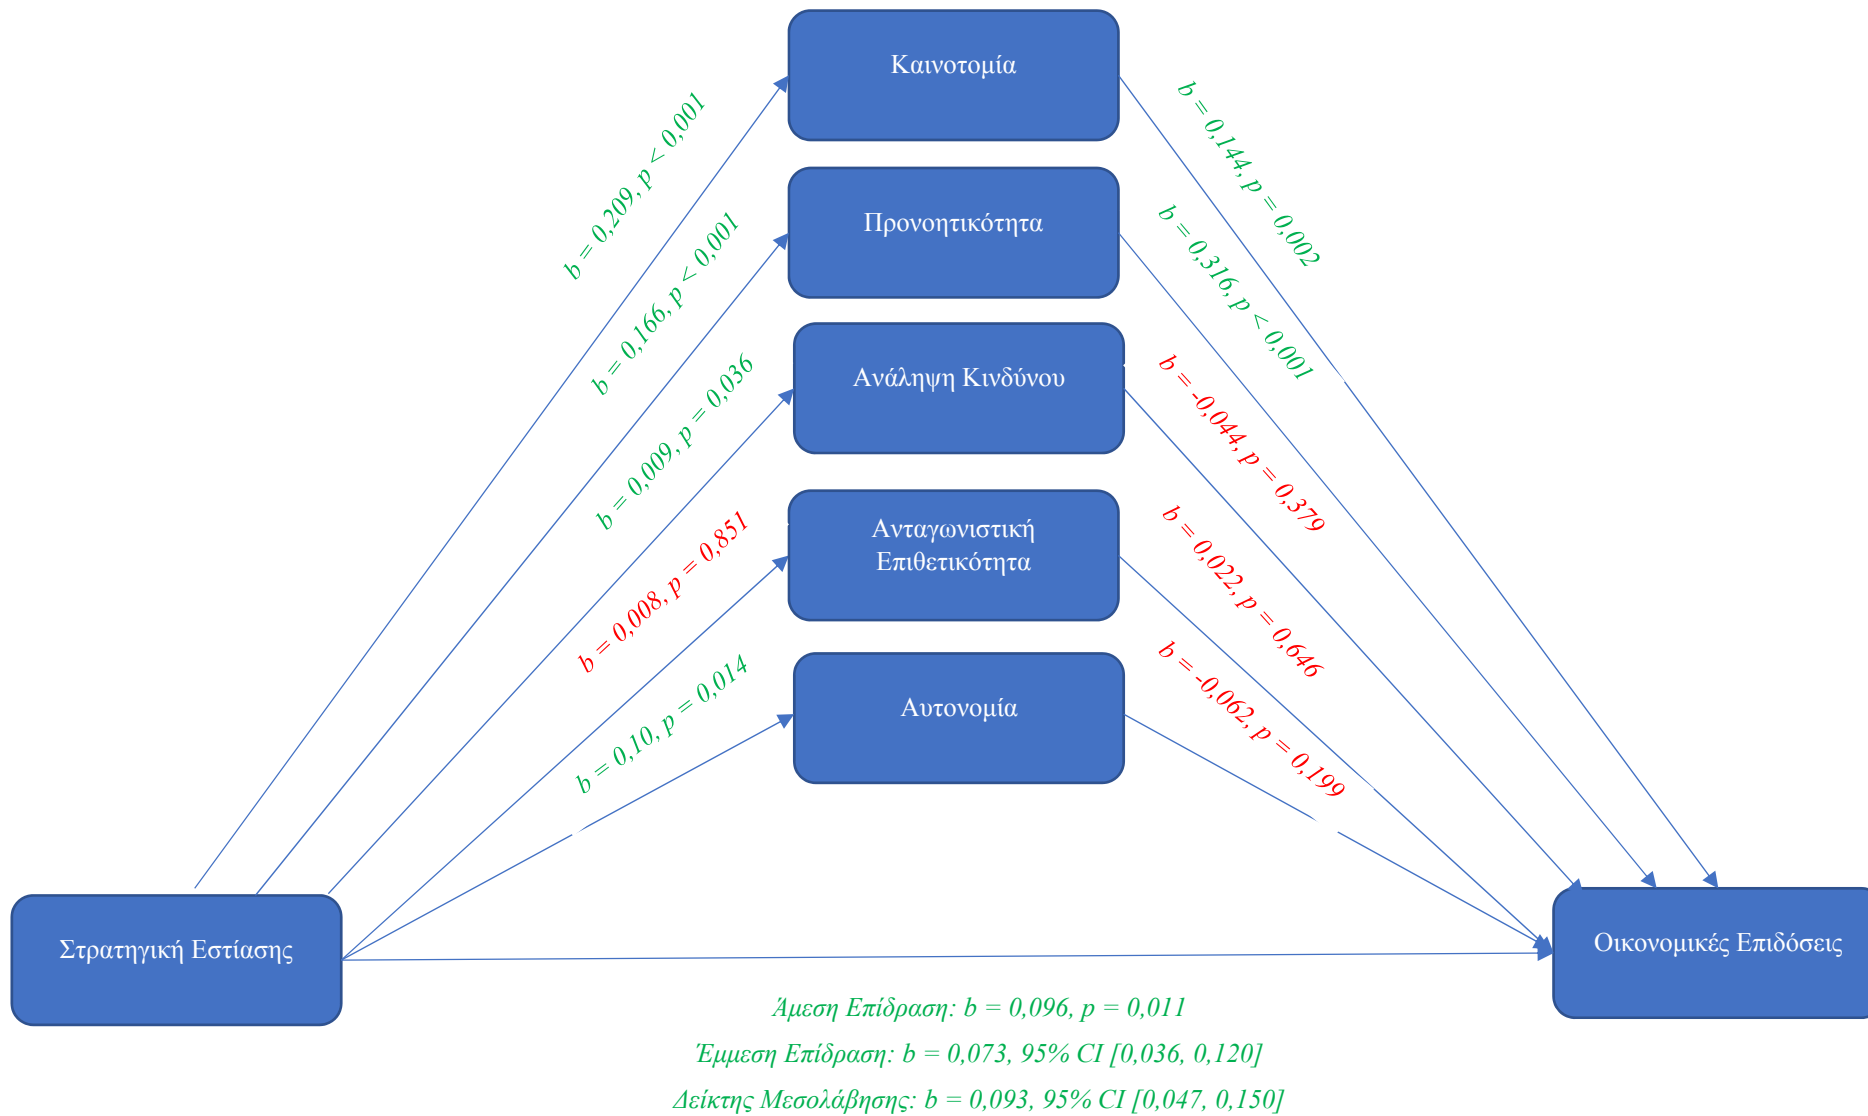 Καινοτομία
Προνοητικότητα
Ανάληψη Κινδύνου
Ανταγωνιστική
Επιθετικότητα
Αυτονομία
Στρατηγική Εστίασης
Οικονομικές Επιδόσεις
b = 0,209, p < 0,001
b = 0,166, p < 0,001
b = 0,009, p = 0,036
b = 0,008, p = 0,851
b = 0,10, p = 0,014
b = 0,144, p = 0,002
b = 0,316, p < 0,001
b = -0,044, p = 0,379
b = 0,022, p = 0,646
b = -0,062, p = 0,199
Άμεση Επίδραση: b = 0,096, p = 0,011
Έμμεση Επίδραση: b = 0,073, 95% CI [0,036, 0,120]
Δείκτης Μεσολάβησης: b = 0,093, 95% CI [0,047, 0,150]